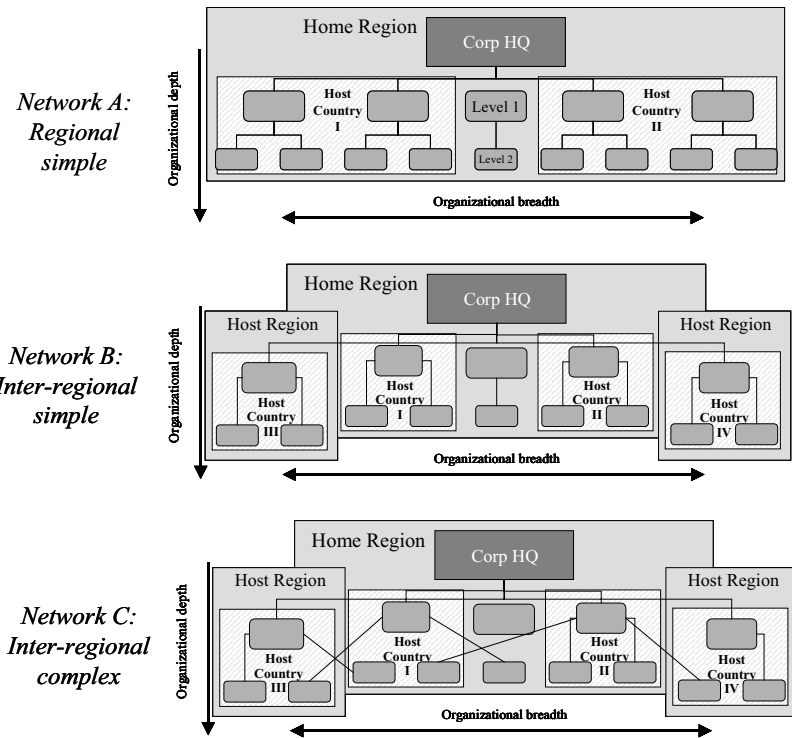 Home Region
Corp HQ
Network A:
Regional
simple
Organizational depth
Host
Country
I
Level 1
Level 2
Host
Country
II
Organizational breadth
Home Region
Corp HQ
Network B:
Inter-regional
simple
Organizational depth
Host Region
Host
Country
III
Host
Country
I
Host
Country
II
Host Region
Host
Country
IV
Organizational breadth
Home Region
Corp HQ
Network C:
Inter-regional
complex
Organizational depth
Host Region
Host
Country
III
Host
Country
I
Host
Country
II
Host Region
Host
Country
IV
Organizational breadth